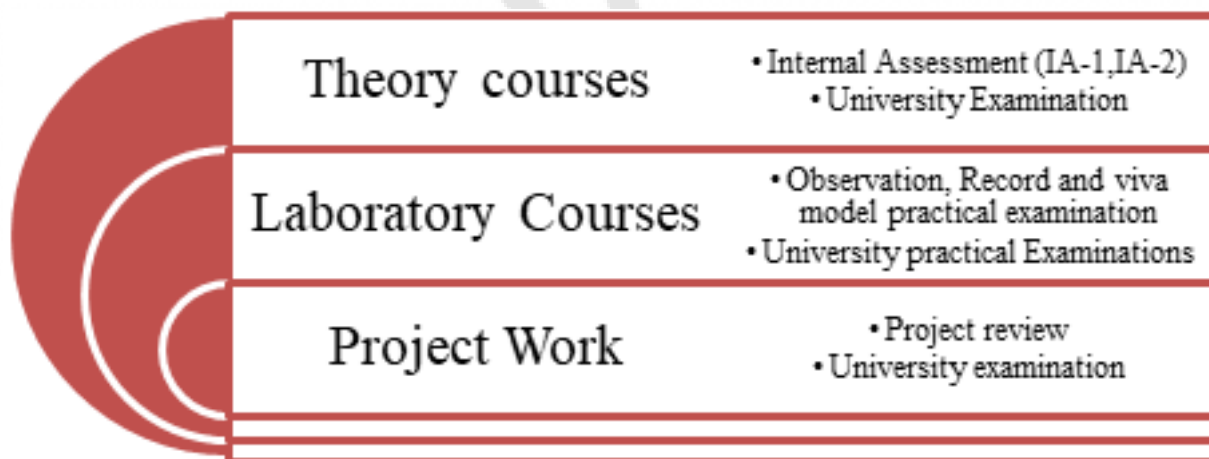 Theory courses
• Internal Assessment (IA-1,IA-2)
• University Examination
Laboratory Courses
• Observation, Record and viva
model practical examination
• University practical Examinations
Project Work
• Project review
• University examination